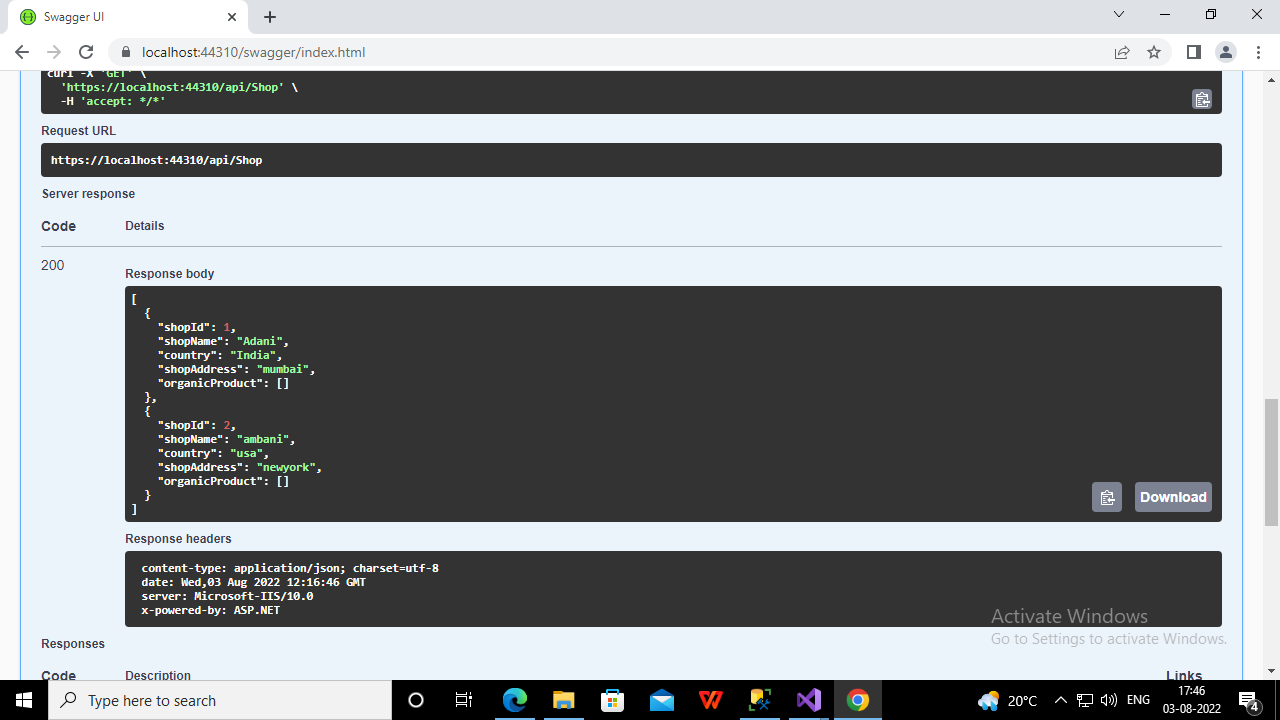 Swagger UI
localhost:44310/swagger/index.html
curl -X 'GET' \
  'https://localhost:44310/api/Shop' \
  -H 'accept: */*'
Request URL
https://localhost:44310/api/Shop
Server response
Code Details
200
Response body
[
  {
    "shopId": 1,
    "shopName": "Adani",
    "country": "India",
    "shopAddress": "mumbai",
    "organicProduct": []
  },
  {
    "shopId": 2,
    "shopName": "ambani",
    "country": "usa",
    "shopAddress": "newyork",
    "organicProduct": []
  }
]
Download
Response headers
content-type: application/json; charset=utf-8
date: Wed,03 Aug 2022 12:16:46 GMT
server: Microsoft-IIS/10.0
x-powered-by: ASP.NET
Activate Windows
Go to Settings to activate Windows.
Responses
Code Description Links
Type here to search
20°C
ENG
17:46
03-08-2022
4